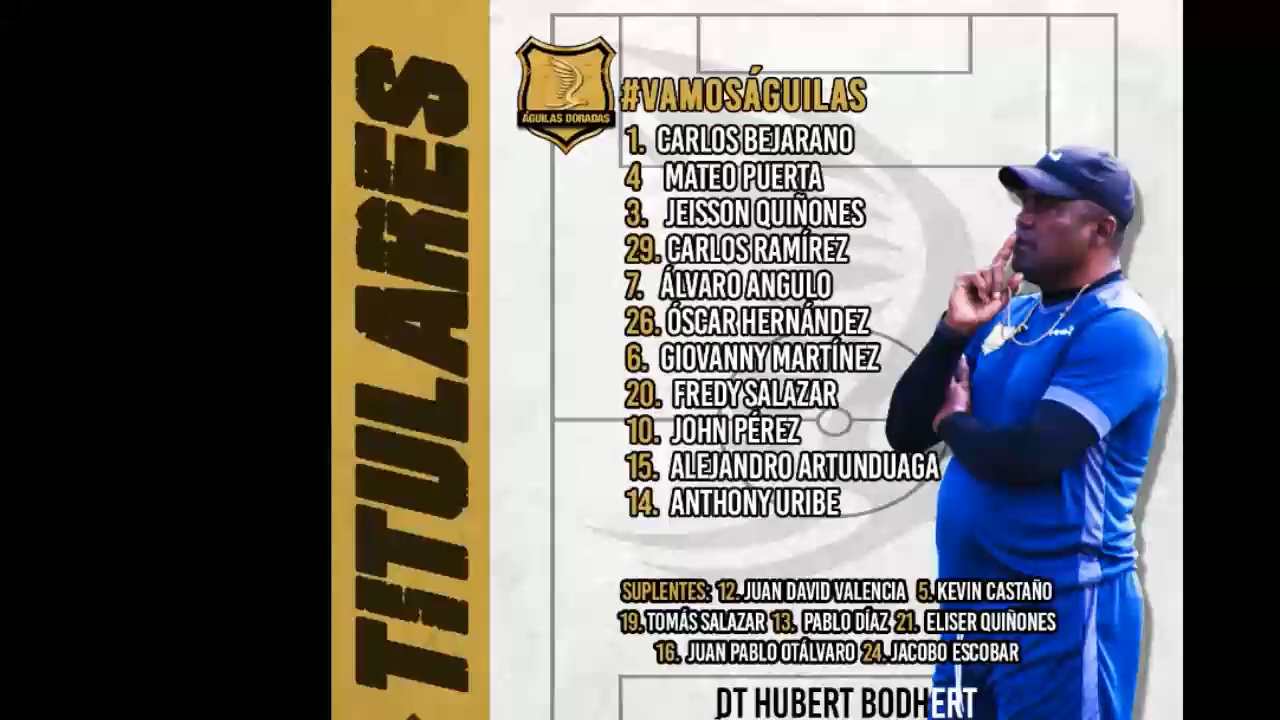 TITULARES
ÁGUILAS DORADAS
#VAMOSÁGUILAS
1. CARLOS BEJARANO
4 MATEO PUERTA
3. JEISSON QUIÑONES
29. CARLOS RAMÍREZ
7. ÁLVARO ANGULO
26. ÓSCAR HERNÁNDEZ
6. GIOVANNY MARTÍNEZ
20. FREDY SALAZAR
10. JOHN PÉREZ
15. ALEJANDRO ARTUNDUAGA
14. ANTHONY URIBE
SUPLENTES: 12. JUAN DAVID VALENCIA 5. KEVIN CASTAÑO
19. TOMÁS SALAZAR 13. PABLO DÍAZ 21. ELISER QUIÑONES
16. JUAN PABLO OTÁLVARO 24. JACOBO ESCOBAR
DT HUBERT BODHERT